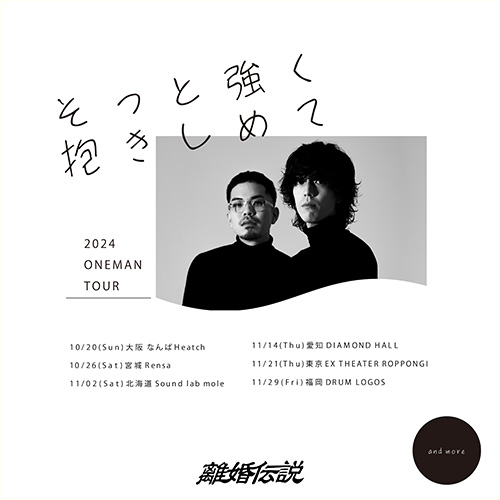 そっと強く
抱きしめて
2024
ONEMAN
TOUR
10/20(Sun)大阪 なんばHeatch
10/26(Sat)宮城 Rensa
11/02(Sat)北海道 Sound lab mole
11/14(Thu)愛知 DIAMOND HALL
11/21(Thu)東京 EX THEATER ROPPONGI
11/29(Fri)福岡 DRUM LOGOS
and more
離婚伝説